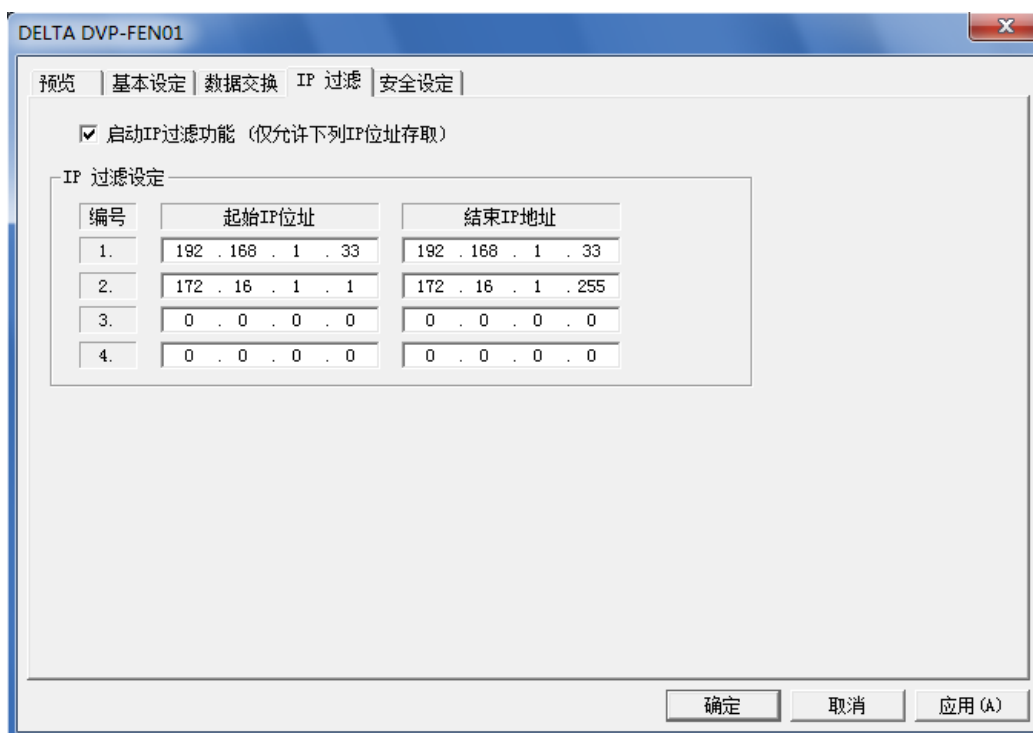 DELTA DVP-FEN01
预览 基本设定 数据交换 IP 过滤 安全设定
启动IP过滤功能 (仅允许下列IP位址存取)
IP 过滤设定
编号 起始IP位址 结束IP地址
1. 192 . 168 . 1 . 33 192 . 168 . 1 . 33
2. 172 . 16 . 1 . 1 172 . 16 . 1 . 255
3. 0 . 0 . 0 . 0 0 . 0 . 0 . 0
4. 0 . 0 . 0 . 0 0 . 0 . 0 . 0
确定 取消 应用(A)